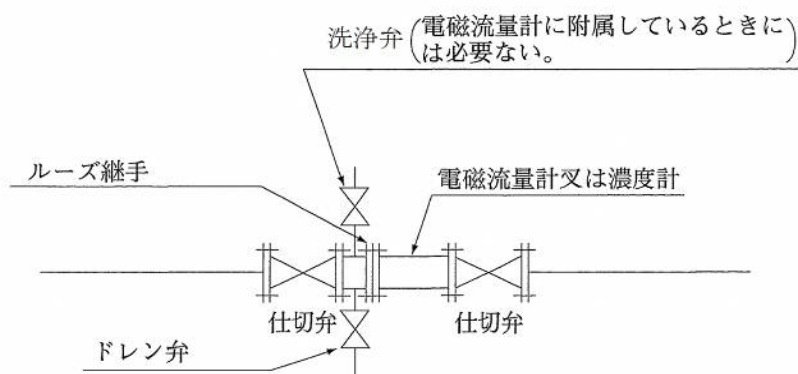 洗浄弁(電磁流量計に附属しているときに
は必要ない。)
ルーズ継手
電磁流量計叉は濃度計
仕切弁
仕切弁
ドレン弁